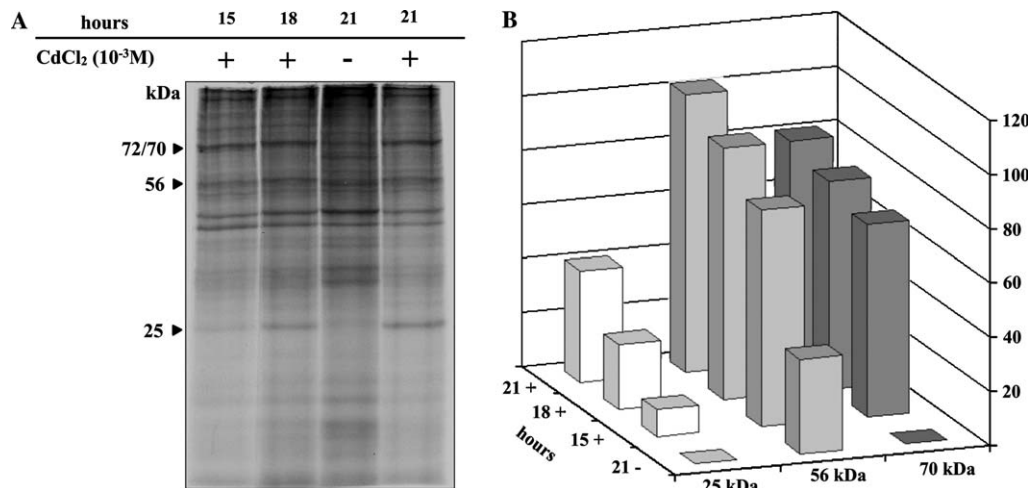 A hours 15 18 21 21
CdCl₂ (10⁻³M) + + - +
kDa
72/70
56
25
B
120
100
80
60
40
20
21 +
18 +
15 +
21 -
hours
25 kDa 56 kDa 70 kDa